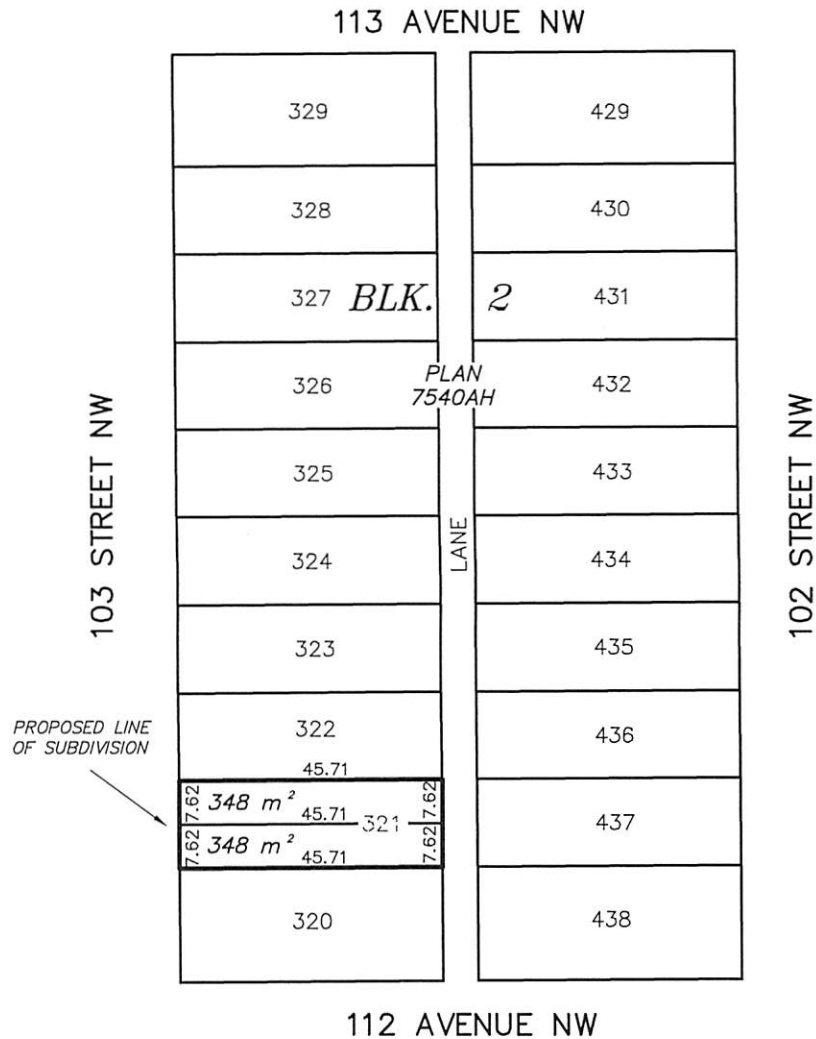 113 AVENUE NW
329
429
328
430
327
BLK. 2
431
PLAN
7540AH
326
432
103 STREET NW
102 STREET NW
325
433
324
LANE
434
323
435
PROPOSED LINE
OF SUBDIVISION
322
436
45.71
7.62
348 m²
45.71
321
7.62
437
7.62
348 m²
45.71
7.62
320
438
112 AVENUE NW